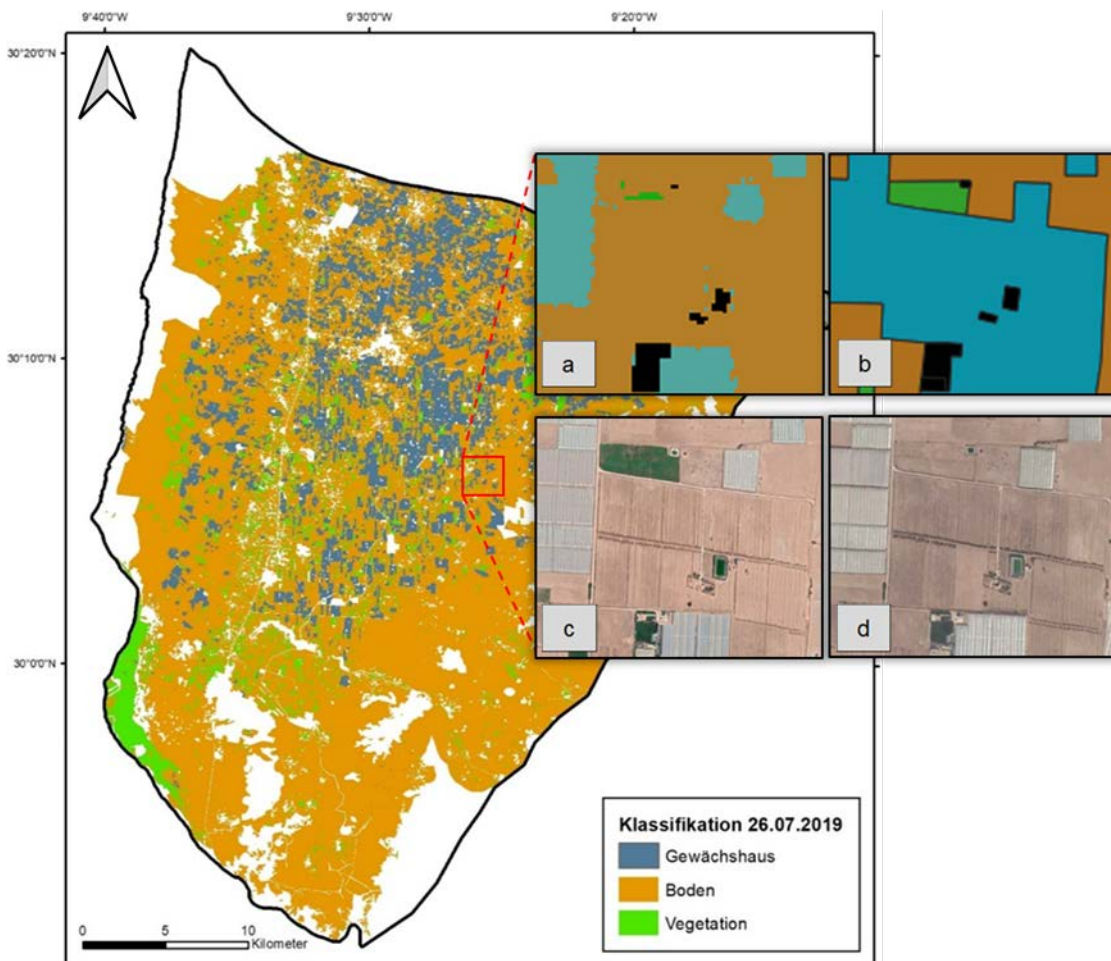 9°40'0"W
9°30'0"W
9°20'0"W
30°20'0"N
30°10'0"N
30°0'0"N
a
b
c
d
Klassifikation 26.07.2019
Gewächshaus
Boden
Vegetation
0 5 10
Kilometer